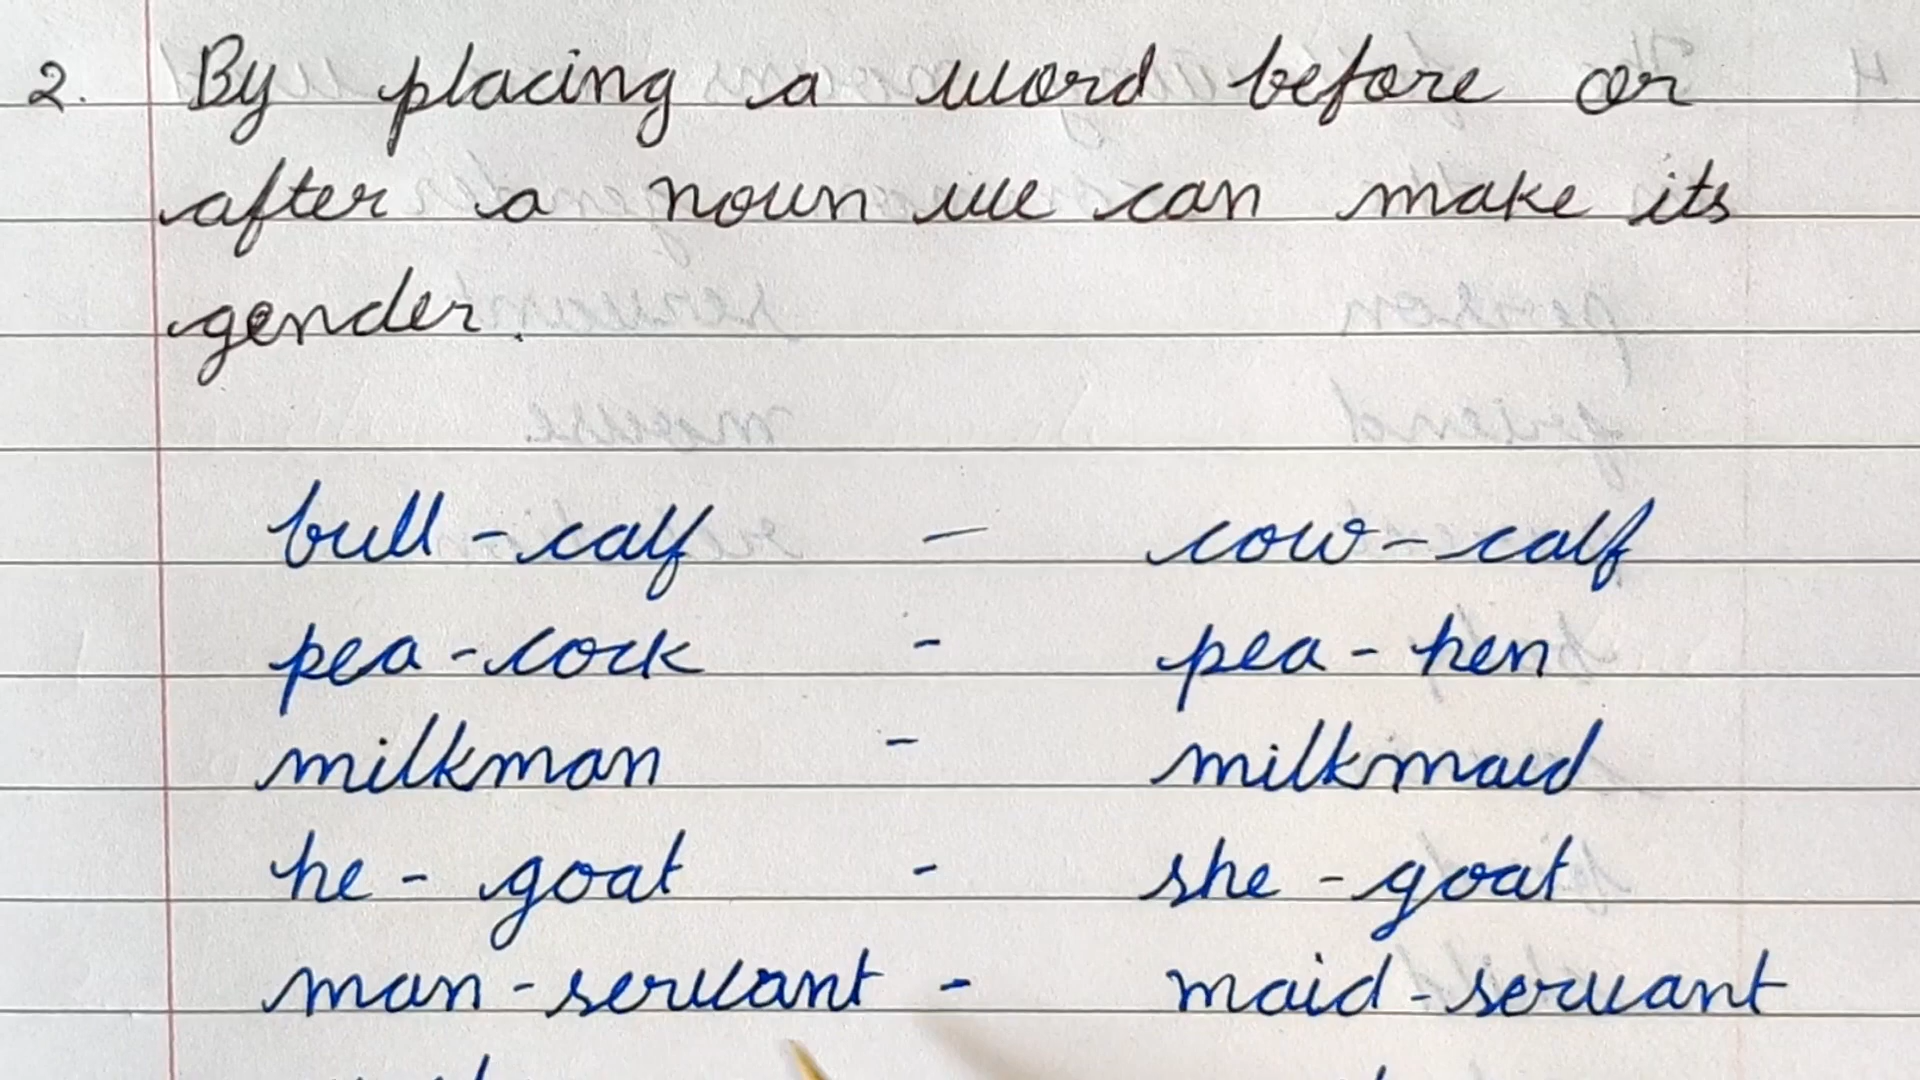 2. By placing a word before or
after a noun we can make its
gender.
bull-calf - cow-calf
pea-cock - pea-hen
milkman - milkmaid
he-goat - she-goat
man-servant - maid-servant